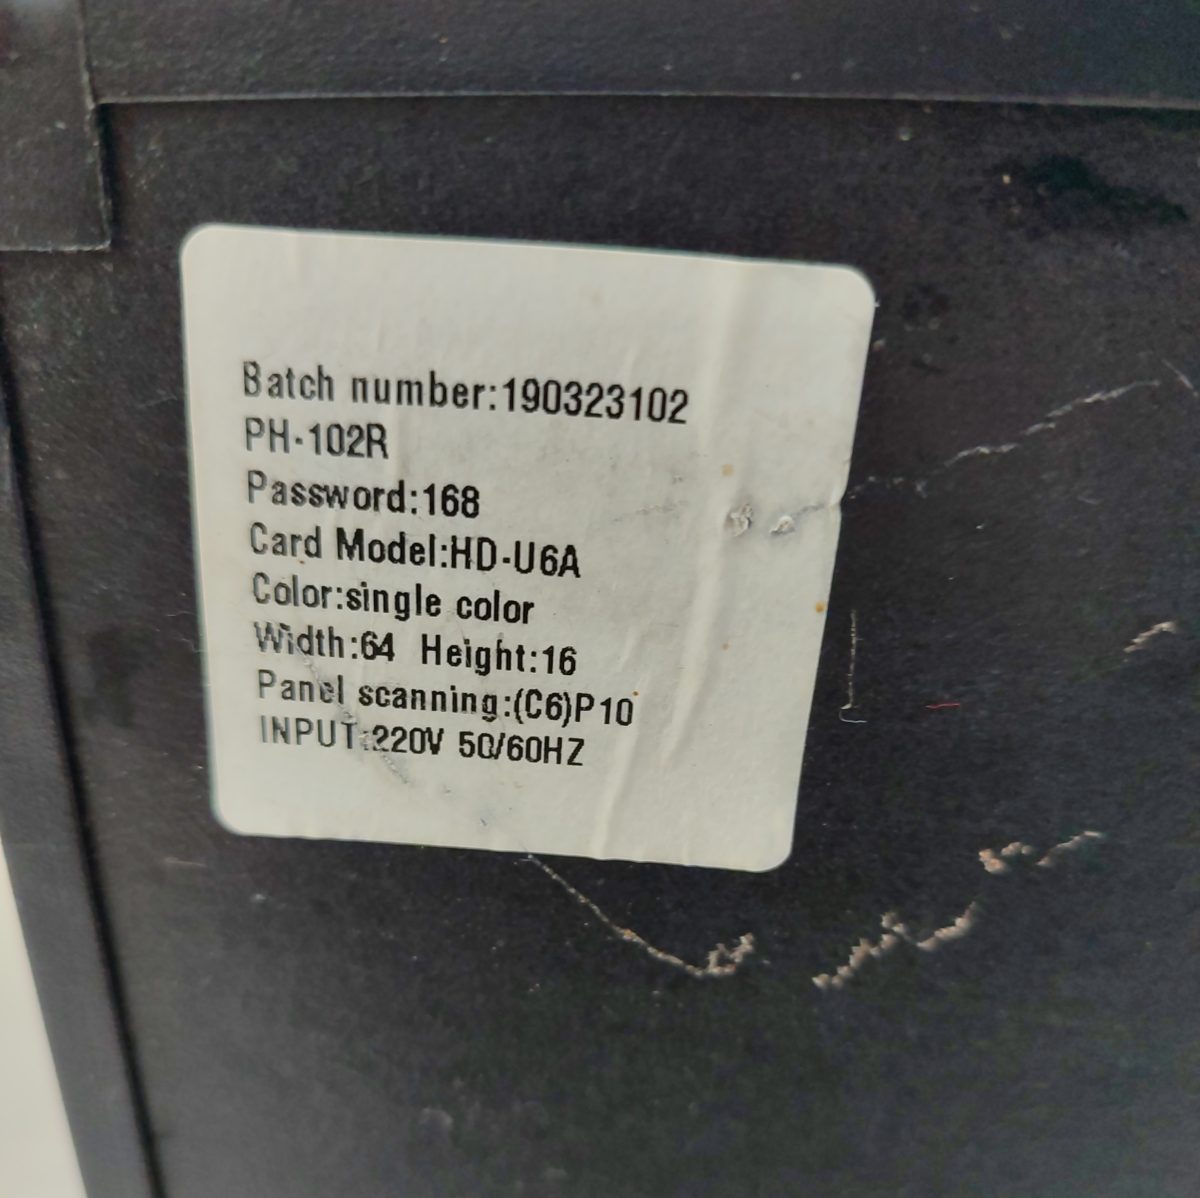 Batch number:190323102
PH-102R
Password:168
Card Model:HD-U6A
Color:single color
Width:64 Height:16
Panel scanning:(C6)P10
INPUT:220V 50/60HZ